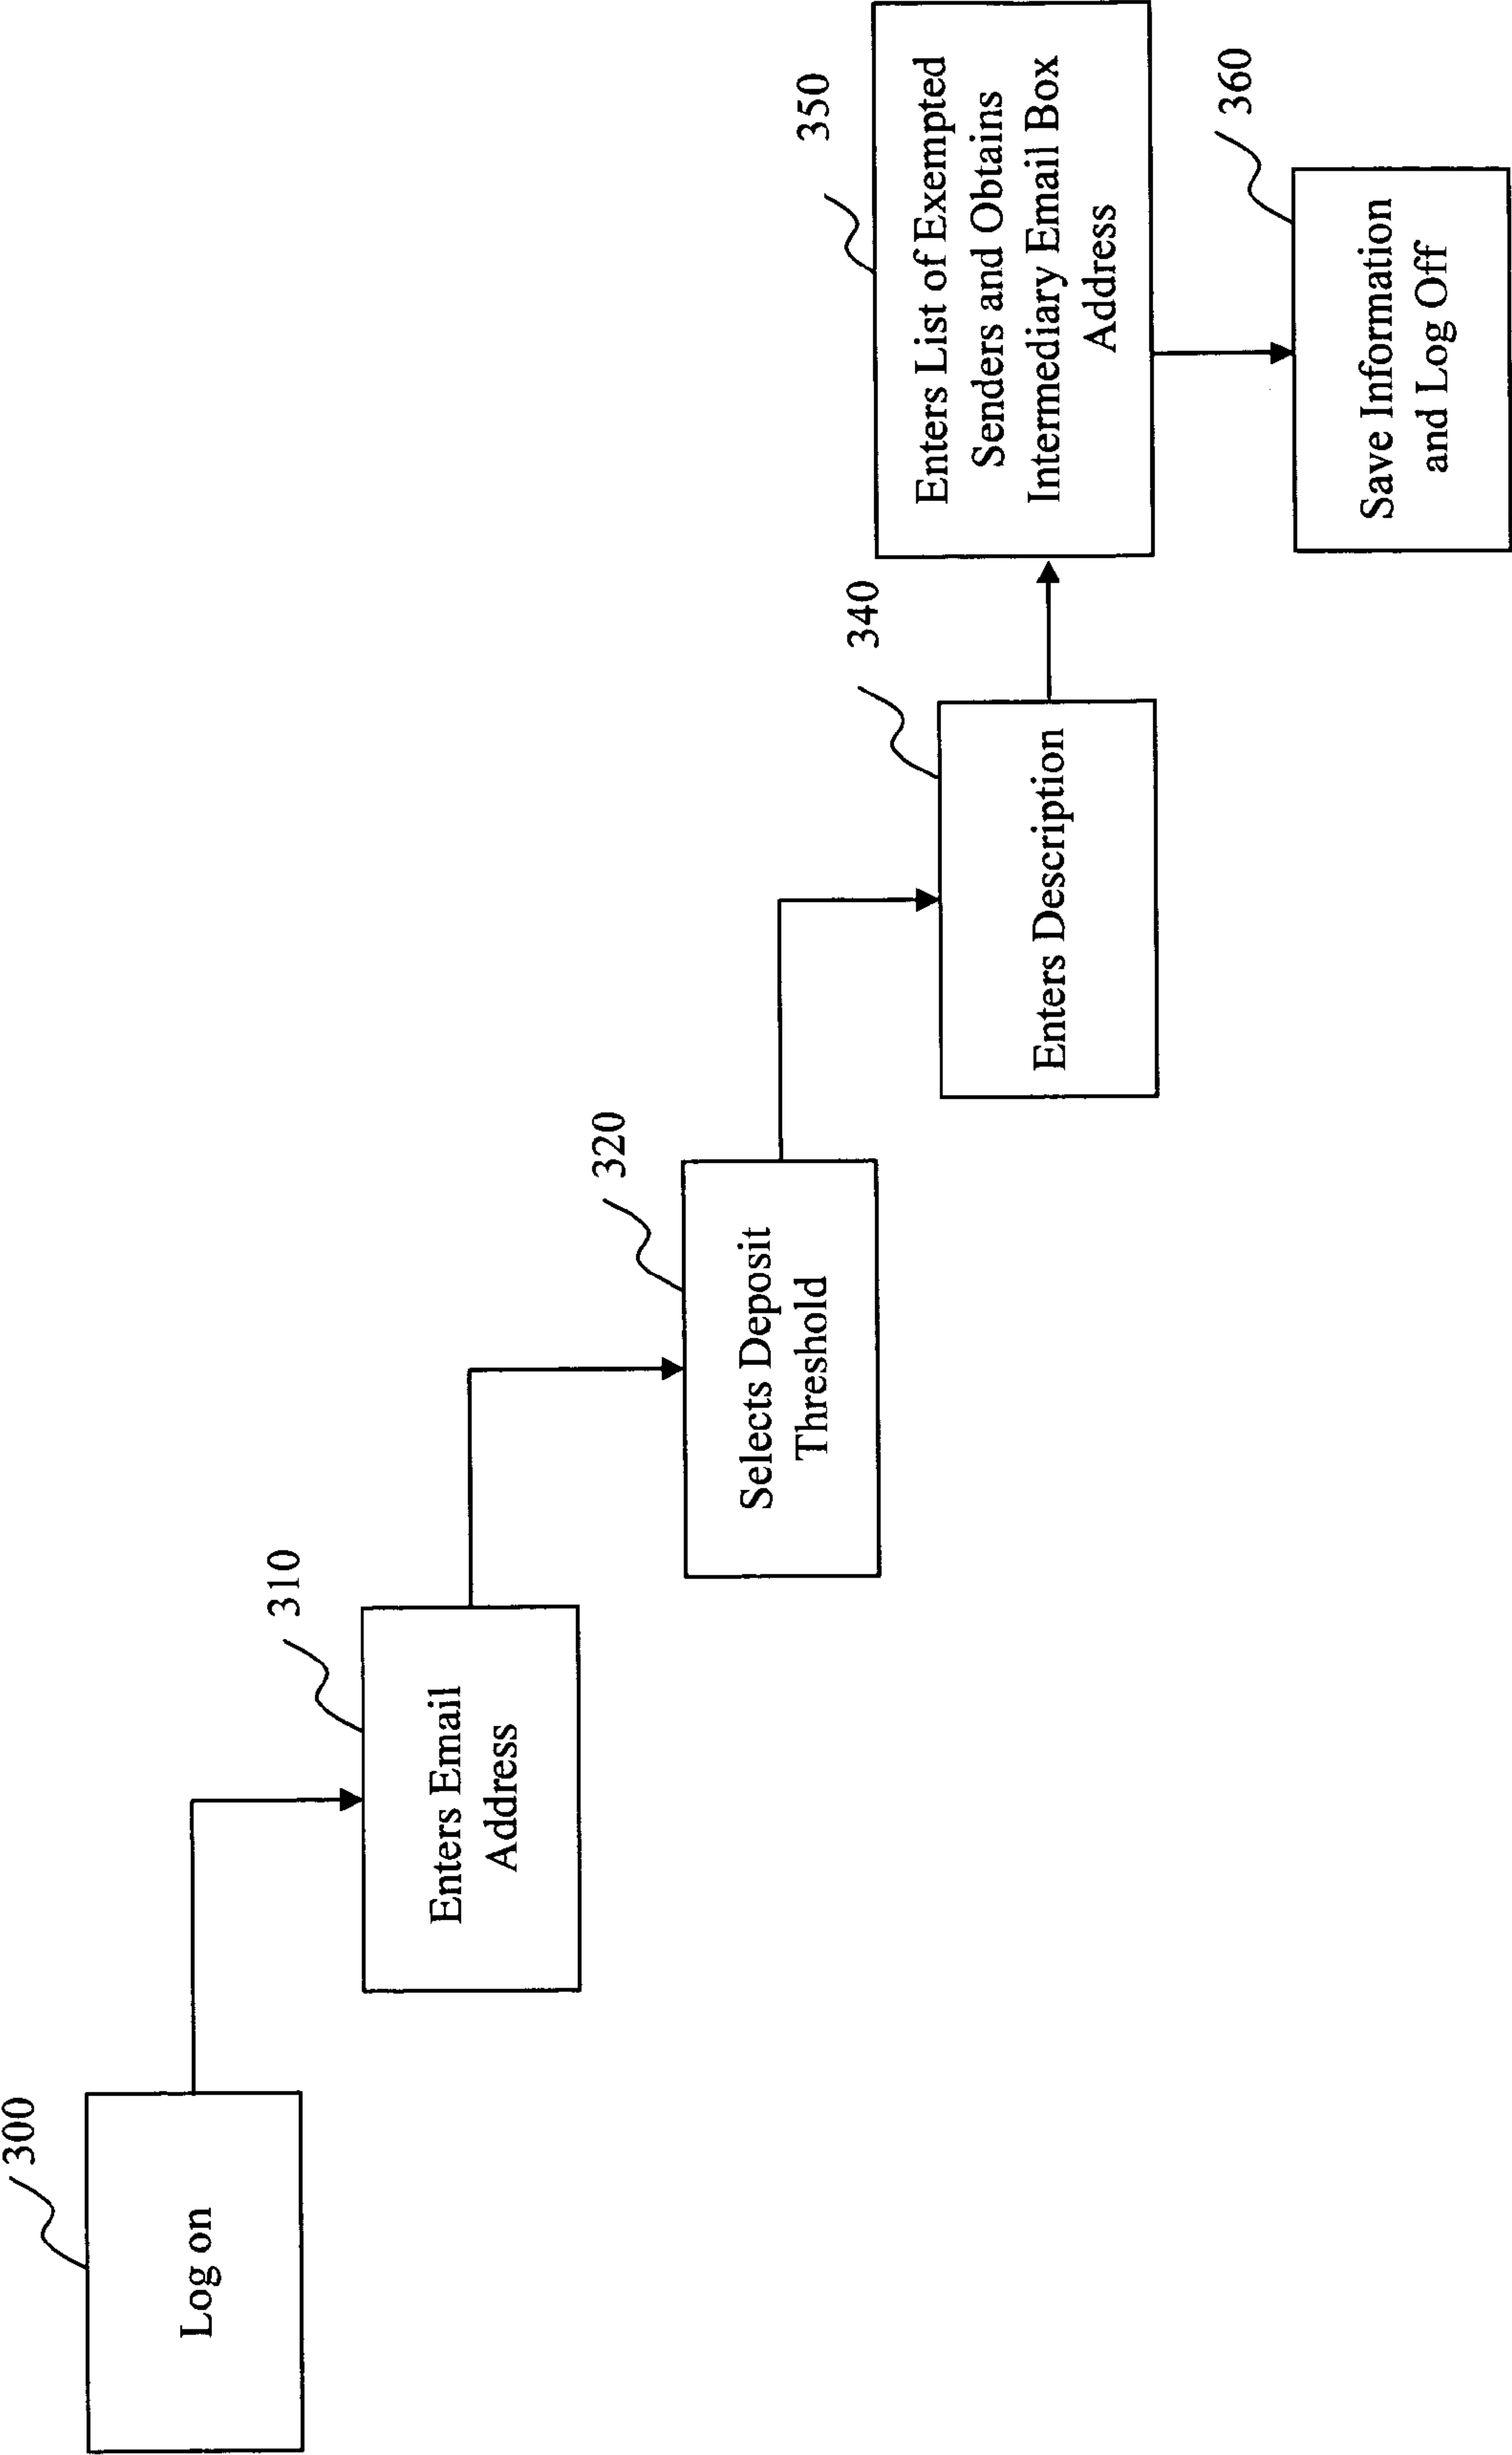 300
Log on
310
Enters Email
Address
320
Selects Deposit
Threshold
340
Enters Description
350
Enters List of Exempted
Senders and Obtains
Intermediary Email Box
Address
360
Save Information
and Log Off